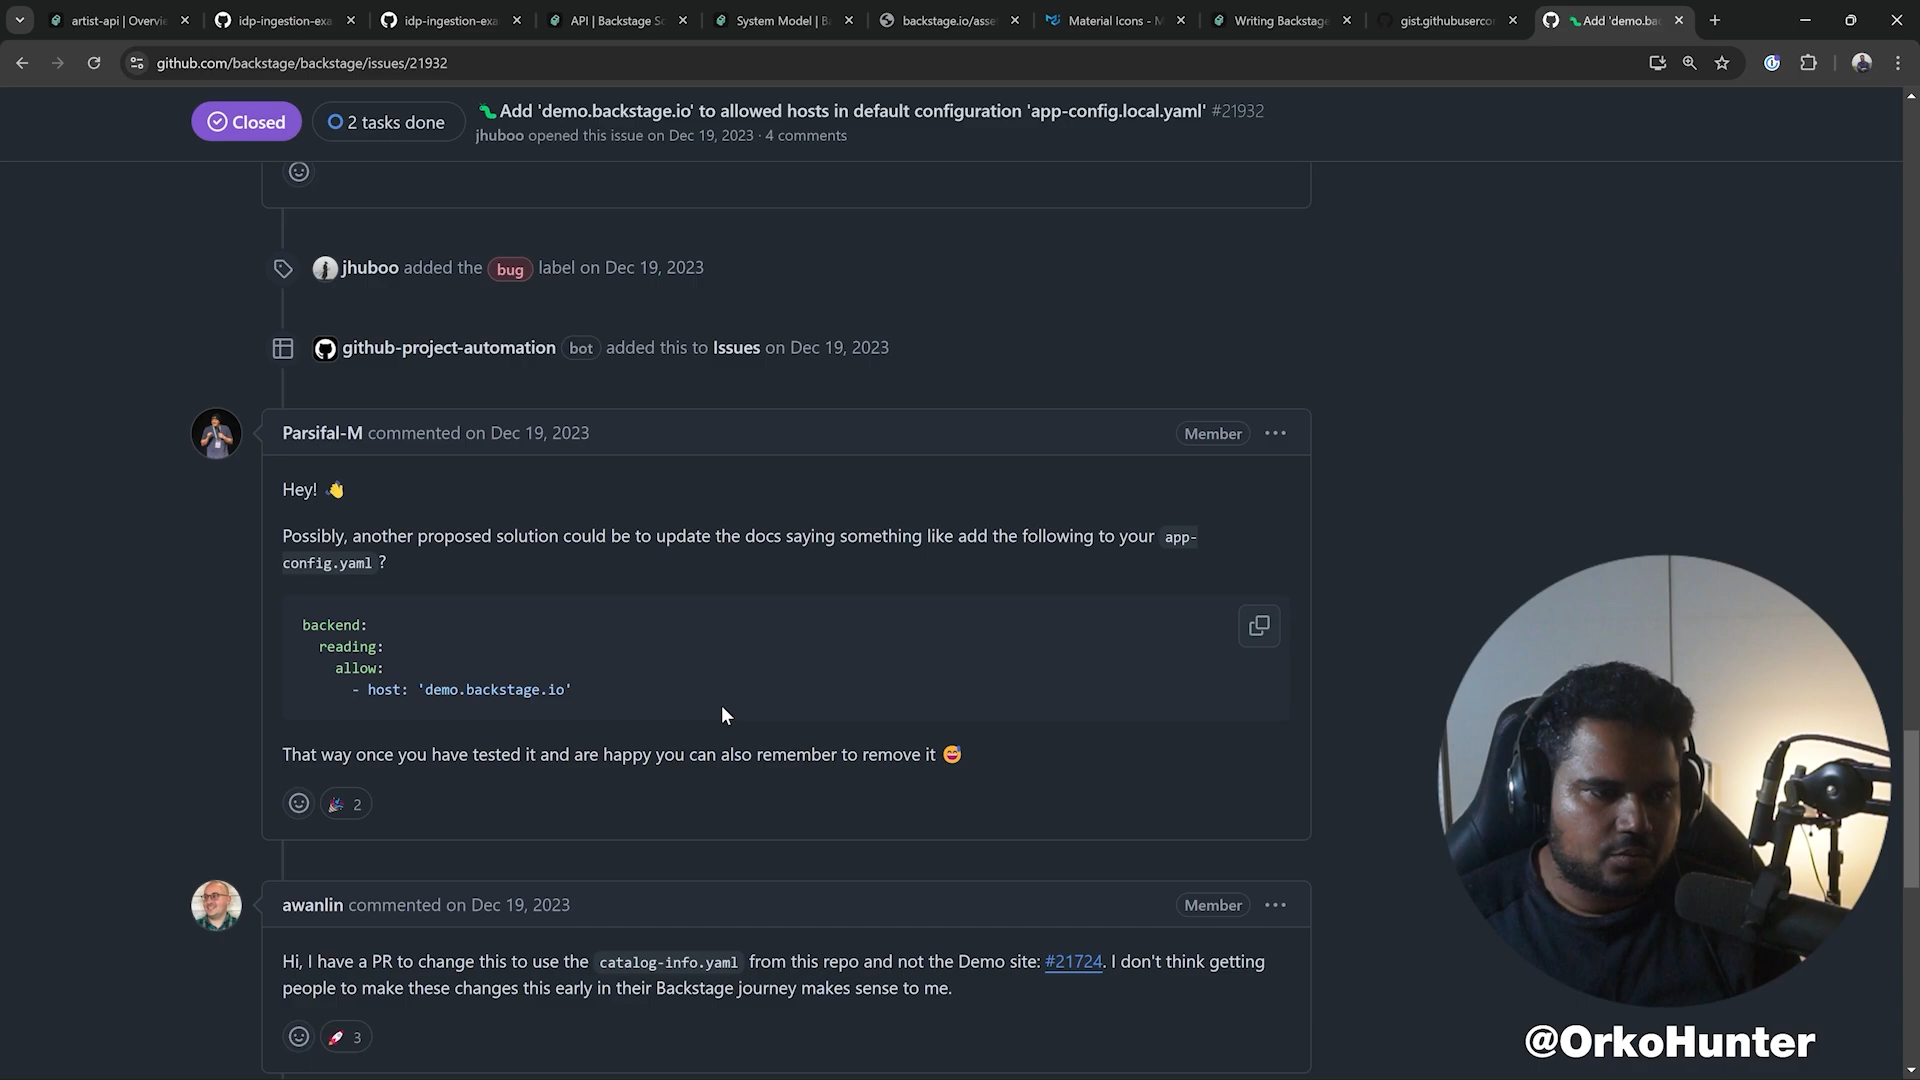 artist-api | Overvie
idp-ingestion-exa
idp-ingestion-exa
API | Backstage So
System Model | B
backstage.io/asse
Material Icons - M
Writing Backstage
gist.githubuserco
Add 'demo.ba
github.com/backstage/backstage/issues/21932
Closed
2 tasks done
Add 'demo.backstage.io' to allowed hosts in default configuration 'app-config.local.yaml' #21932
jhuboo opened this issue on Dec 19, 2023 · 4 comments
jhuboo added the bug label on Dec 19, 2023
github-project-automation bot added this to Issues on Dec 19, 2023
Parsifal-M commented on Dec 19, 2023
Member
Hey! 👋
Possibly, another proposed solution could be to update the docs saying something like add the following to your app-
config.yaml ?
backend:
reading:
allow:
- host: 'demo.backstage.io'
That way once you have tested it and are happy you can also remember to remove it 😅
🎉 2
awanlin commented on Dec 19, 2023
Member
Hi, I have a PR to change this to use the catalog-info.yaml from this repo and not the Demo site: #21724. I don't think getting
people to make these changes this early in their Backstage journey makes sense to me.
🚀 3
@OrkoHunter